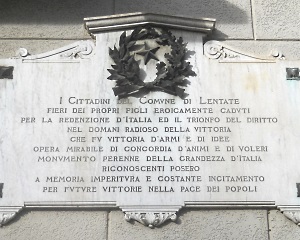 I CITTADINI DEL COMVNE DI LENTATE
FIERI DEI PROPRI FIGLI EROICAMENTE CADVTI
PER LA REDENZIONE D'ITALIA ED IL TRIONFO DEL DIRITTO
NEL DOMANI RADIOSO DELLA VITTORIA
CHE FV VITTORIA D'ARMI E DI IDEE
OPERA MIRABILE DI CONCORDIA D'ANIMI E DI VOLERI
MONVMENTO PERENNE DELLA GRANDEZZA D'ITALIA
RICONOSCENTI POSERO
A MEMORIA IMPERITVRA E COSTANTE INCITAMENTO
PER FVTVRE VITTORIE NELLA PACE DEI POPOLI